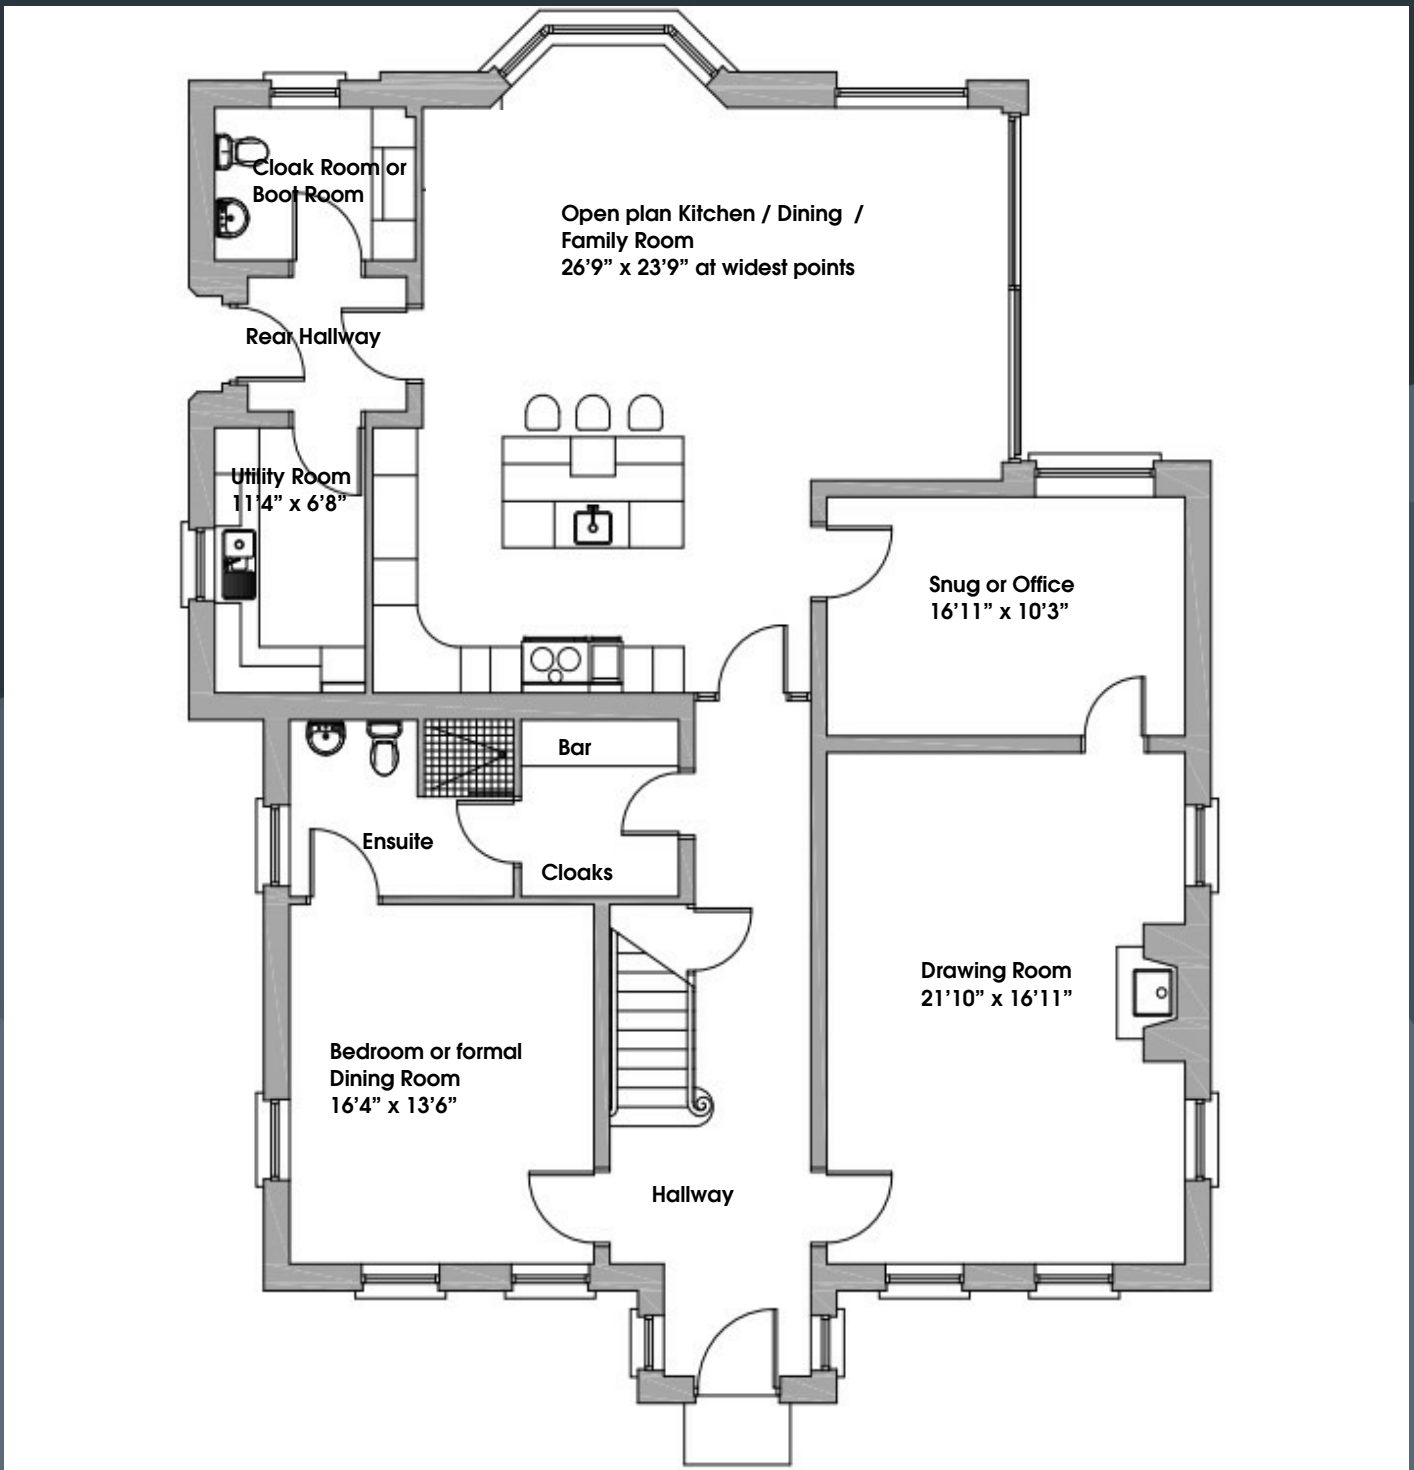 Cloak Room or
Boot Room
Open plan Kitchen / Dining /
Family Room
26’9” x 23’9” at widest points
Rear Hallway
Utility Room
11’4” x 6’8”
Snug or Office
16’11” x 10’3”
Bar
Ensuite
Cloaks
Drawing Room
21’10” x 16’11”
Bedroom or formal
Dining Room
16’4” x 13’6”
Hallway